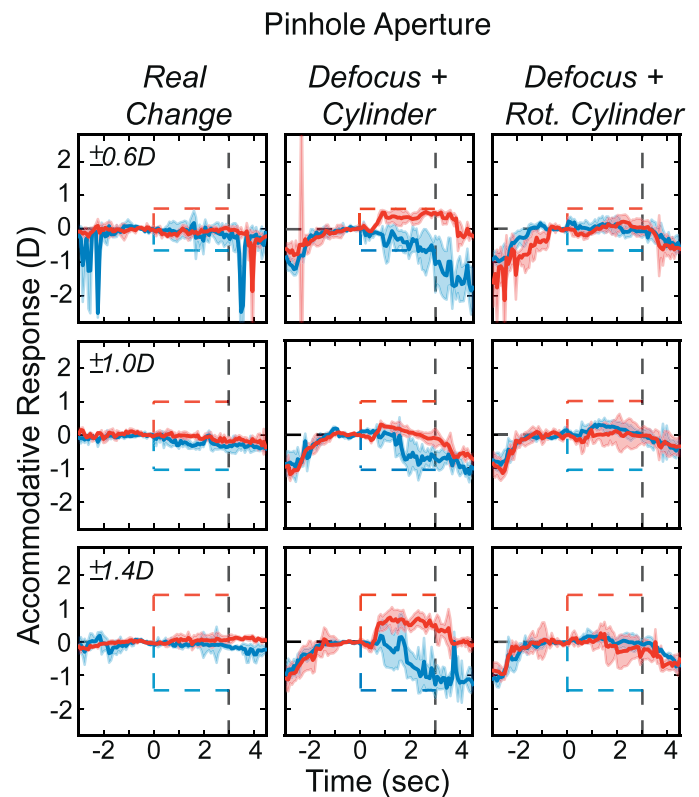 Pinhole Aperture
Real Change
Defocus + Cylinder
Defocus + Rot. Cylinder
Accommodative Response (D)
±0.6D
2
1
0
-1
-2
±1.0D
2
1
0
-1
-2
±1.4D
2
1
0
-1
-2
-2 0 2 4 -2 0 2 4 -2 0 2 4
Time (sec)